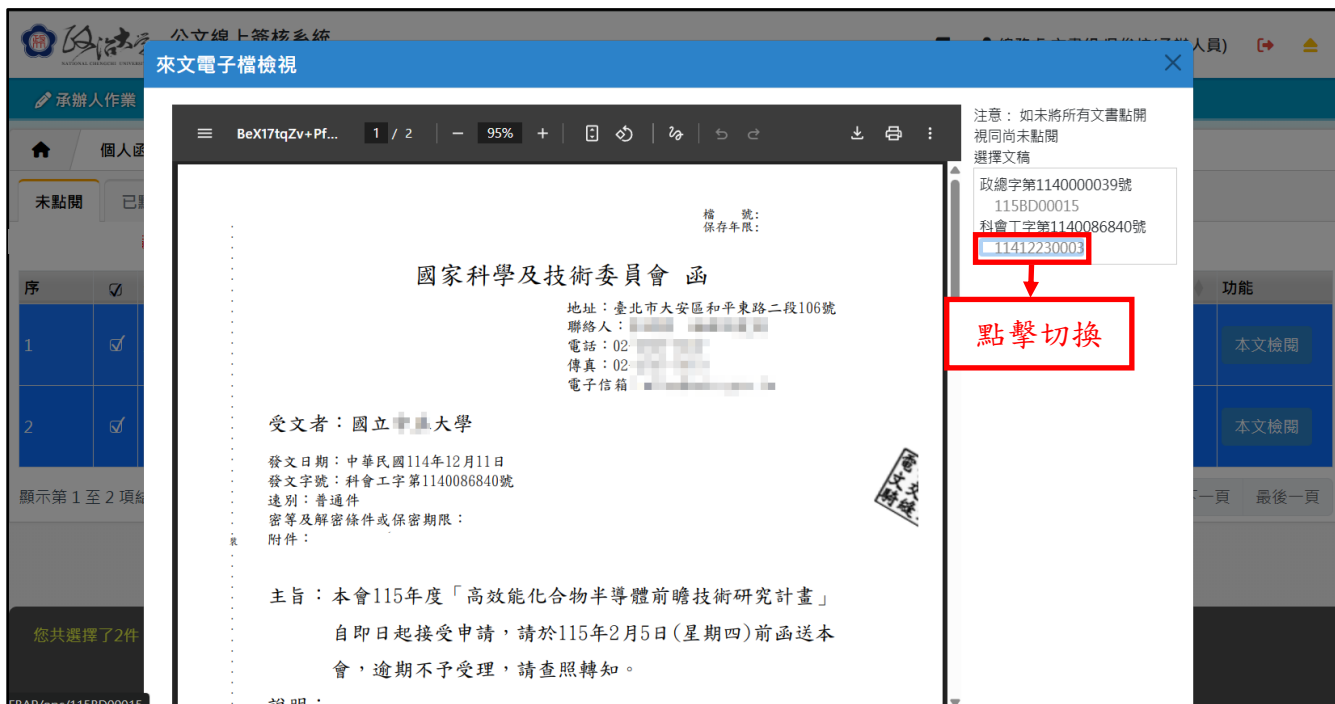 政治大學
NATIONAL CHENGCHI UNIVERSITY
公文線上簽核系統
人員)
來文電子檔檢視
承辦人作業
個人函
未點閱
已
BeX17tqZv+Pf...
1 / 2
95%
注意： 如未將所有文書點開
視同尚未點閱
選擇文稿
政總字第1140000039號
115BD00015
科會工字第1140086840號
11412230003
點擊切換
序
功能
1
本文檢閱
2
本文檢閱
顯示第 1 至 2 項
一頁
最後一頁
您共選擇了2件
檔　　號:
保存年限:
國家科學及技術委員會 函
地址：臺北市大安區和平東路二段106號
聯絡人：
電話：02
傳真：02
電子信箱
受文者：國立　　大學
發文日期：中華民國114年12月11日
發文字號：科會工字第1140086840號
速別：普通件
密等及解密條件或保密期限：
附件：
電子交
文騎縫
主旨：本會115年度「高效能化合物半導體前瞻技術研究計畫」
自即日起接受申請，請於115年2月5日(星期四)前函送本
會，逾期不予受理，請查照轉知。